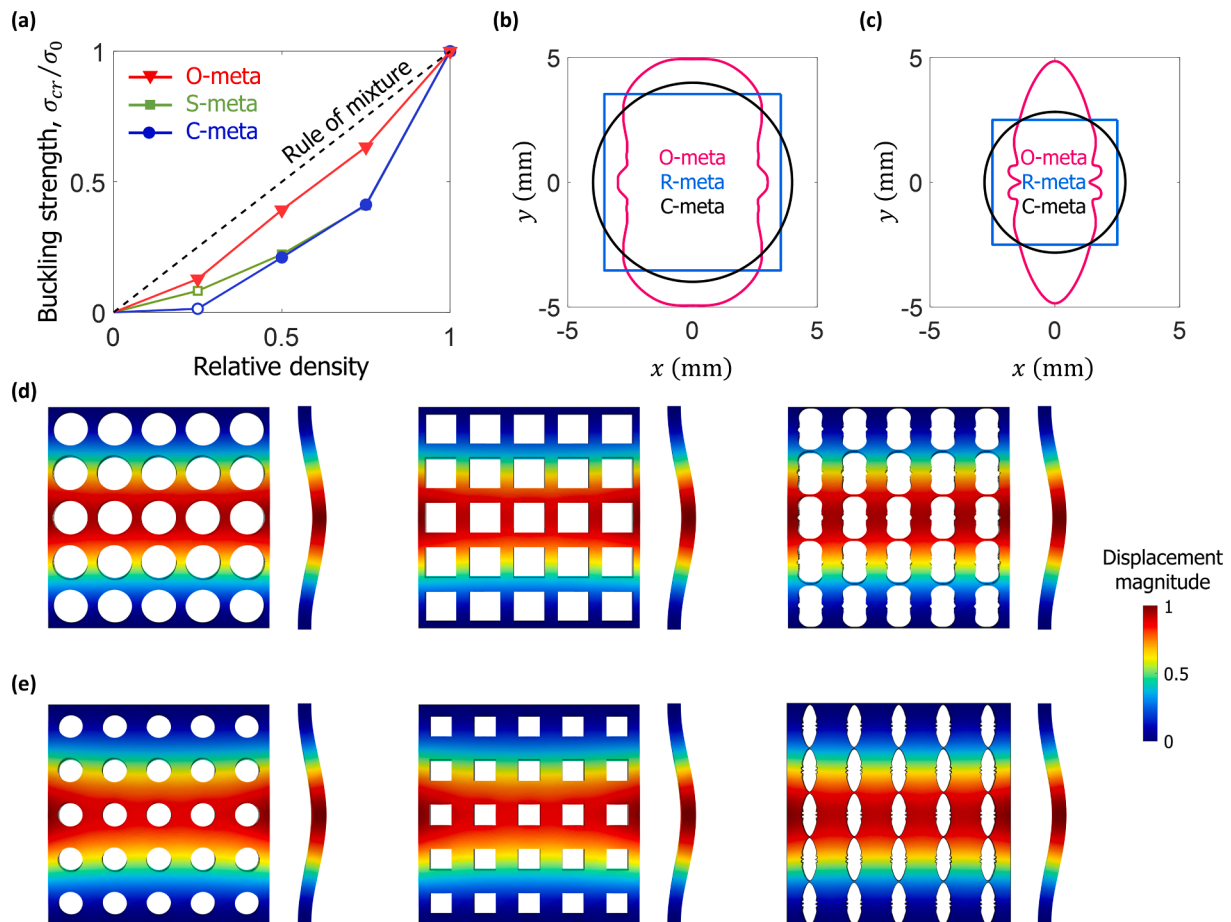 (a)
Buckling strength, σcr/σ0
1
0.5
0
O-meta
S-meta
C-meta
Rule of mixture
0
0.5
1
Relative density
(b)
y (mm)
5
0
-5
O-meta
R-meta
C-meta
-5
0
5
x (mm)
(c)
y (mm)
5
0
-5
O-meta
R-meta
C-meta
-5
0
5
x (mm)
(d)
Displacement
magnitude
1
0.5
0
(e)